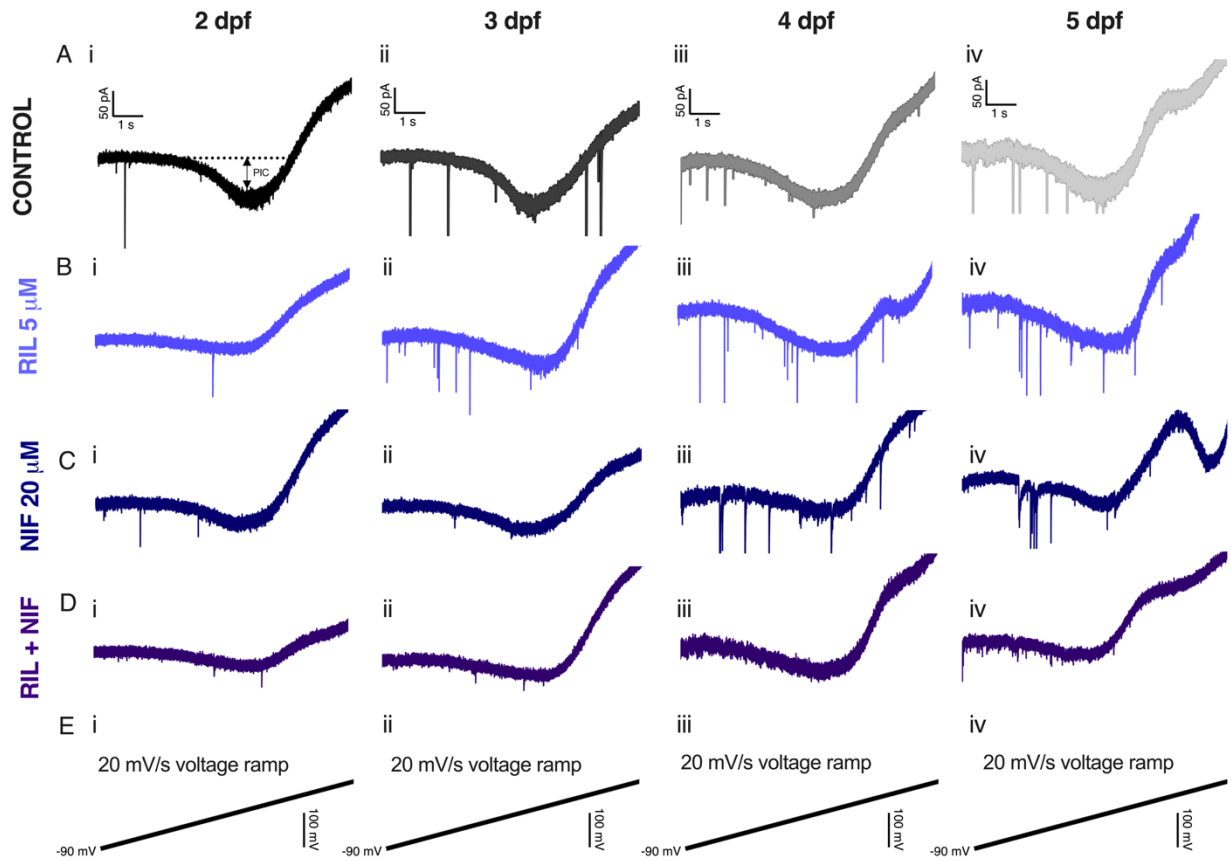 2 dpf 3 dpf 4 dpf 5 dpf
A i ii iii iv
CONTROL
50 pA 1 s 50 pA 1 s 50 pA 1 s 50 pA 1 s
PIC
B i ii iii iv
RIL 5 μM
C i ii iii iv
NIF 20 μM
D i ii iii iv
RIL + NIF
E i ii iii iv
20 mV/s voltage ramp 20 mV/s voltage ramp 20 mV/s voltage ramp 20 mV/s voltage ramp
100 mV 100 mV 100 mV 100 mV
-90 mV -90 mV -90 mV -90 mV